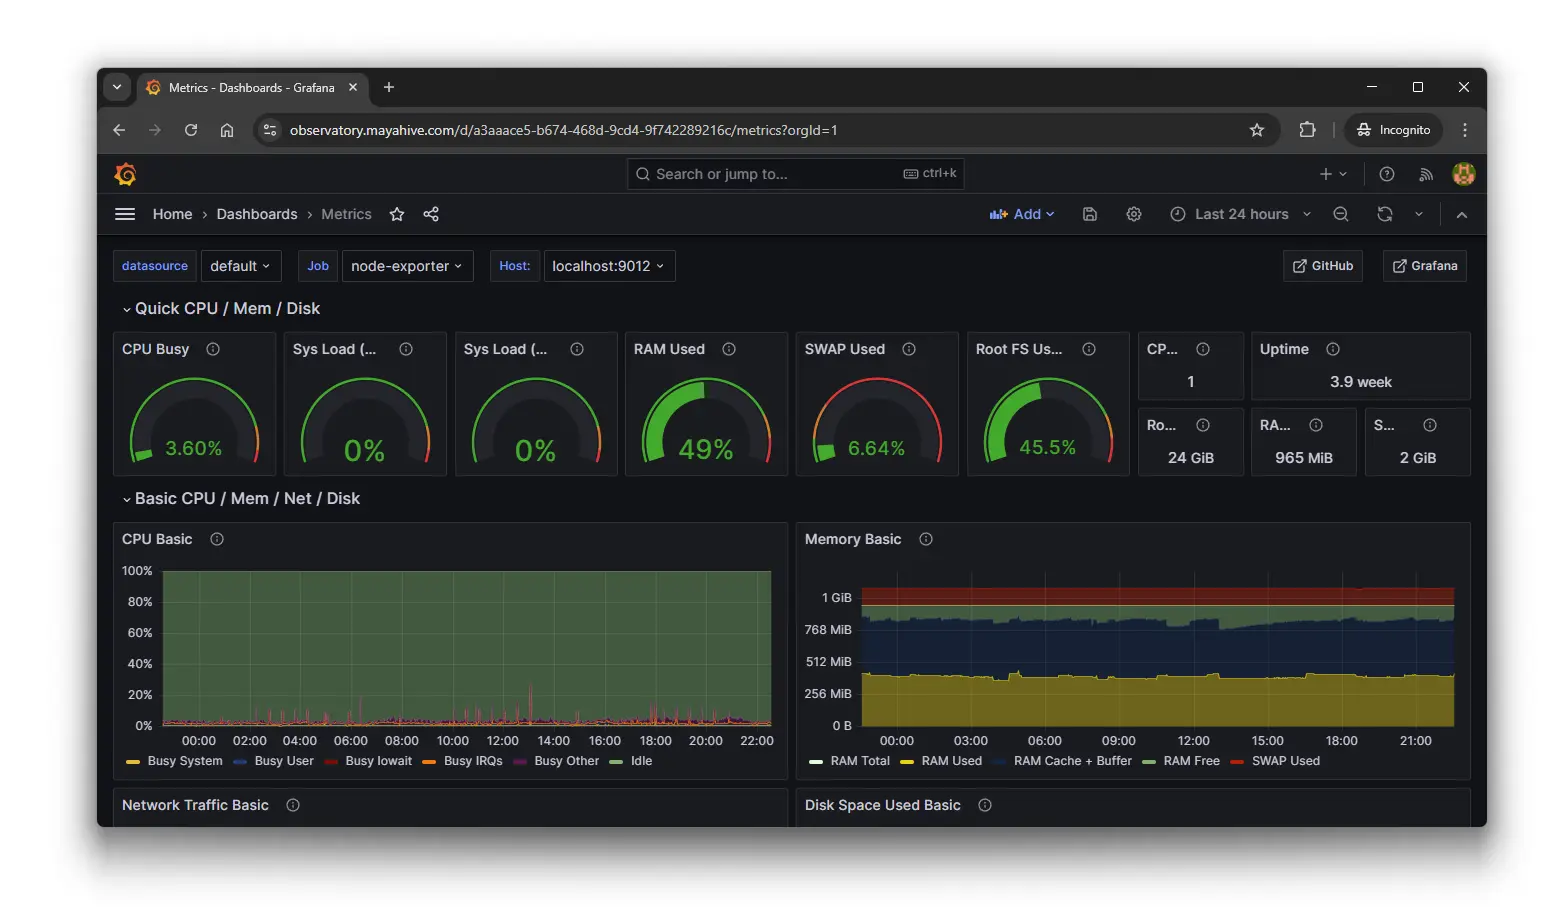 Metrics - Dashboards - Grafana
observatory.mayahive.com/d/a3aaace5-b674-468d-9cd4-9f742289216c/metrics?orgId=1
Incognito
Search or jump to...
ctrl+k
Home › Dashboards › Metrics
Add
Last 24 hours
datasource default
Job node-exporter
Host: localhost:9012
GitHub
Grafana
Quick CPU / Mem / Disk
CPU Busy
3.60%
Sys Load (...
0%
Sys Load (...
0%
RAM Used
49%
SWAP Used
6.64%
Root FS Us...
45.5%
CP...
1
Uptime
3.9 week
Ro...
24 GiB
RA...
965 MiB
S...
2 GiB
Basic CPU / Mem / Net / Disk
CPU Basic
100%
80%
60%
40%
20%
0%
00:00 02:00 04:00 06:00 08:00 10:00 12:00 14:00 16:00 18:00 20:00 22:00
Busy System Busy User Busy Iowait Busy IRQs Busy Other Idle
Memory Basic
1 GiB
768 MiB
512 MiB
256 MiB
0 B
00:00 03:00 06:00 09:00 12:00 15:00 18:00 21:00
RAM Total RAM Used RAM Cache + Buffer RAM Free SWAP Used
Network Traffic Basic
Disk Space Used Basic